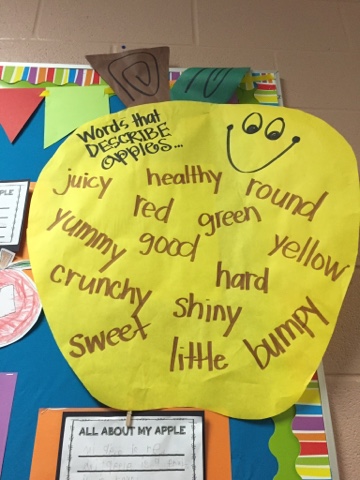 Words that
DESCRIBE
apples...
juicy healthy round
red green
yummy good yellow
crunchy hard
shiny
sweet little bumpy
APPLE
ALL ABOUT MY APPLE